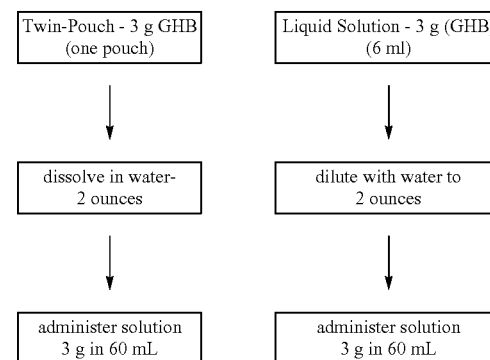 Twin-Pouch - 3 g GHB
(one pouch)
Liquid Solution - 3 g (GHB
(6 ml)
dissolve in water-
2 ounces
dilute with water to
2 ounces
administer solution
3 g in 60 mL
administer solution
3 g in 60 mL